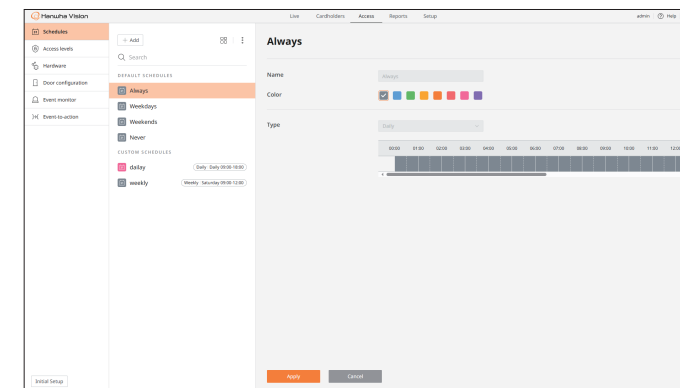 Hanwha Vision
Live
Cardholders
Access
Reports
Setup
admin
Help
Schedules
Access levels
Hardware
Door configuration
Event monitor
Event-to-action
Initial Setup
+ Add
Search
DEFAULT SCHEDULES
Always
Weekdays
Weekends
Never
CUSTOM SCHEDULES
dailay
Daily Daily 09:00-18:00
weekly
Weekly Saturday 09:00-12:00
Always
Name
Always
Color
Type
Daily
00:00 01:00 02:00 03:00 04:00 05:00 06:00 07:00 08:00 09:00 10:00 11:00 12:00
Apply
Cancel